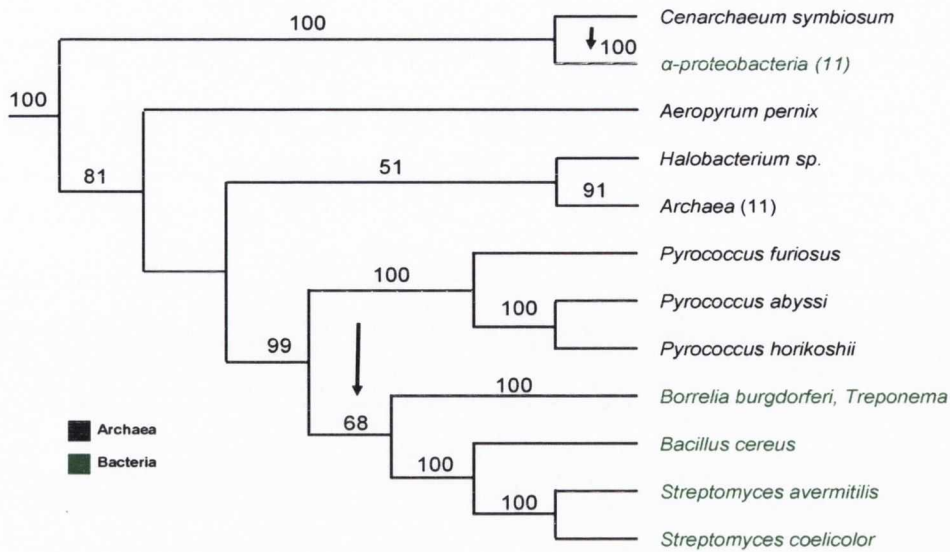 100
Cenarchaeum symbiosum
100
α-proteobacteria (11)
100
Aeropyrum pernix
81
51
Halobacterium sp.
91
Archaea (11)
Pyrococcus furiosus
100
Pyrococcus abyssi
100
Pyrococcus horikoshii
99
100
Borrelia burgdorferi, Treponema
68
Archaea
Bacillus cereus
Bacteria
100
Streptomyces avermitilis
100
Streptomyces coelicolor